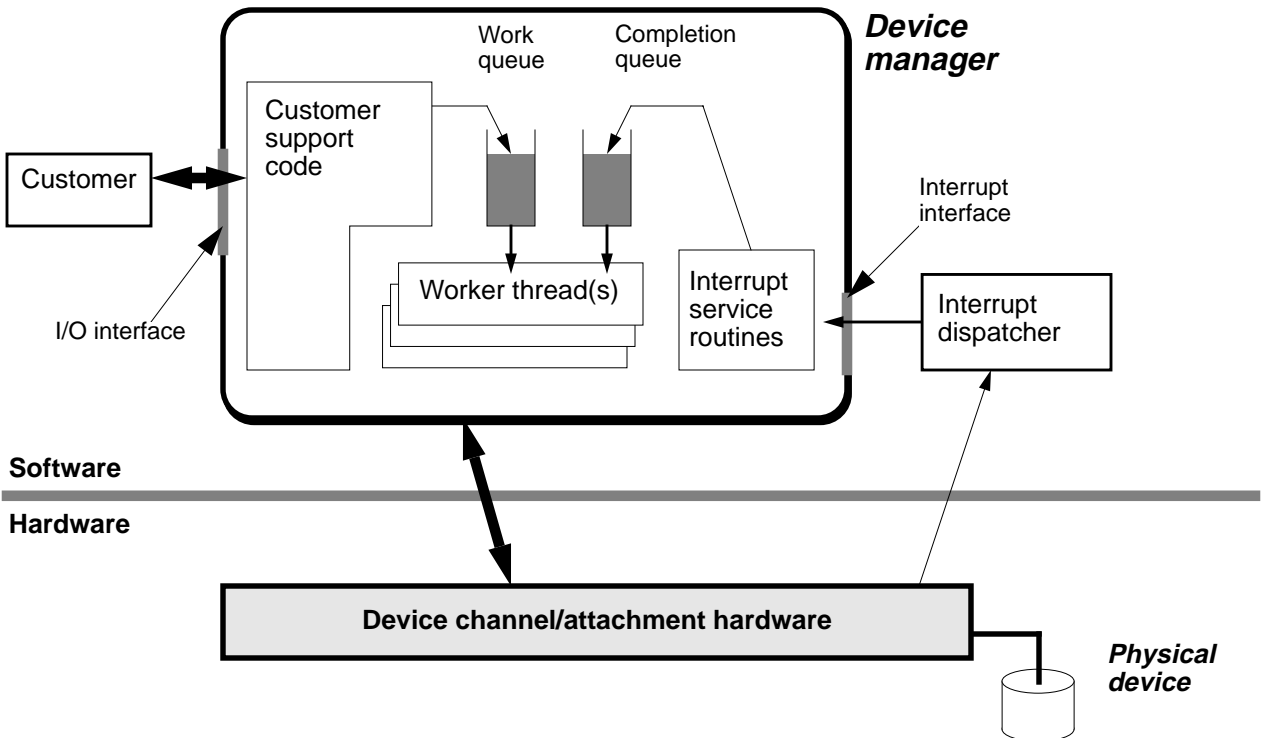 Device
manager
Work
queue
Completion
queue
Customer
support
code
Customer
Interrupt
interface
Worker thread(s)
Interrupt
service
routines
Interrupt
dispatcher
I/O interface
Software
Hardware
Device channel/attachment hardware
Physical
device